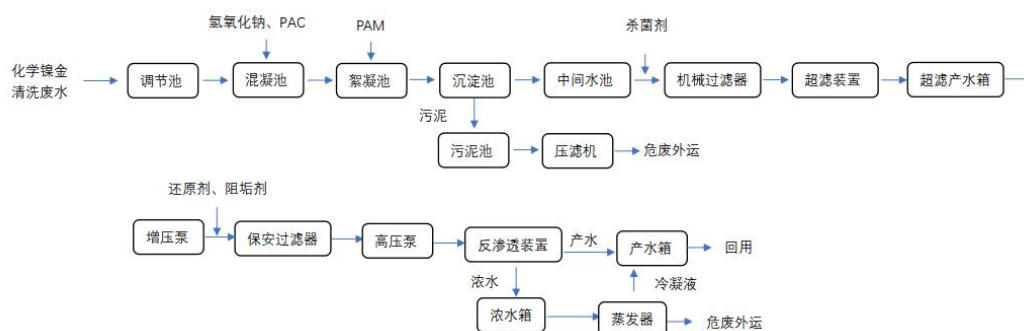 氢氧化钠、PAC
PAM
杀菌剂
化学镍金
清洗废水
调节池
混凝池
絮凝池
沉淀池
中间水池
机械过滤器
超滤装置
超滤产水箱
污泥
污泥池
压滤机
危废外运
还原剂、阻垢剂
增压泵
保安过滤器
高压泵
反渗透装置
产水
产水箱
回用
浓水
冷凝液
浓水箱
蒸发器
危废外运